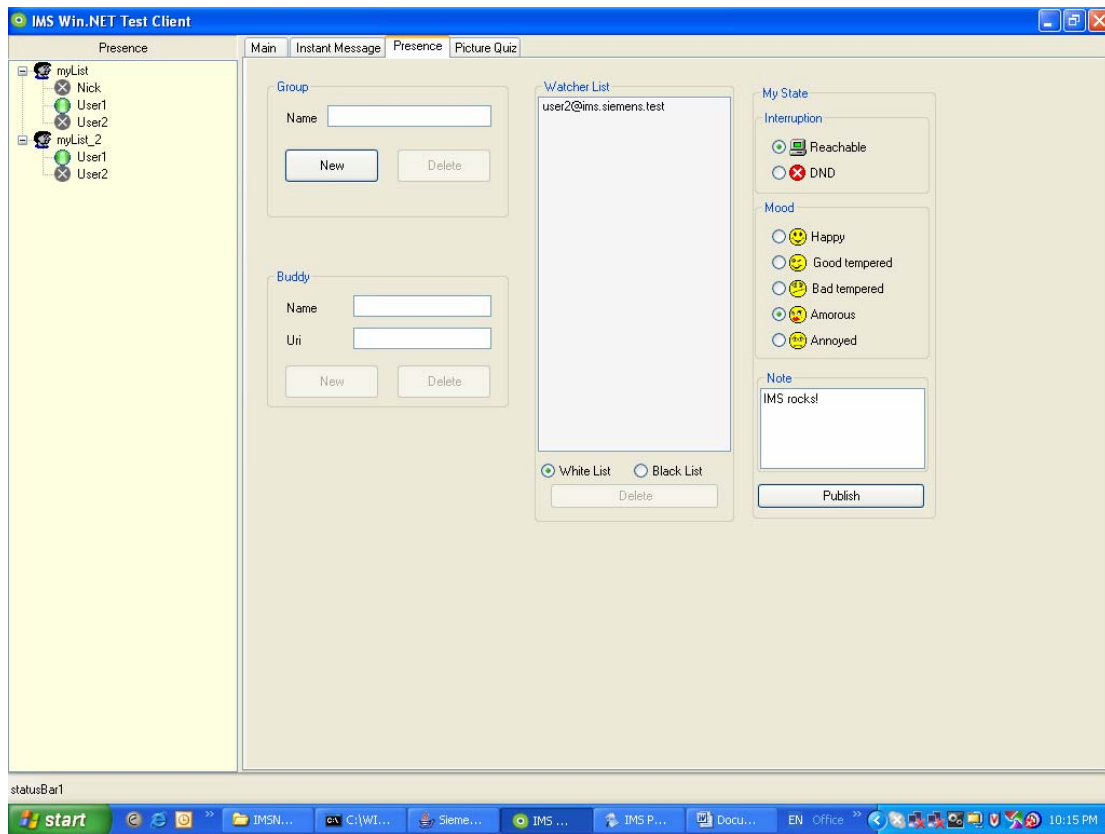 IMS Win.NET Test Client
Presence
Main Instant Message Presence Picture Quiz
myList
Nick
User1
User2
myList_2
User1
User2
Group
Name
New Delete
Buddy
Name
Uri
New Delete
Watcher List
user2@ims.siemens.test
White List Black List
Delete
My State
Interruption
Reachable
DND
Mood
Happy
Good tempered
Bad tempered
Amorous
Annoyed
Note
IMS rocks!
Publish
statusBar1
start IMSN... C:\WI... Sieme... IMS ... IMS P... Docu... EN Office 10:15 PM